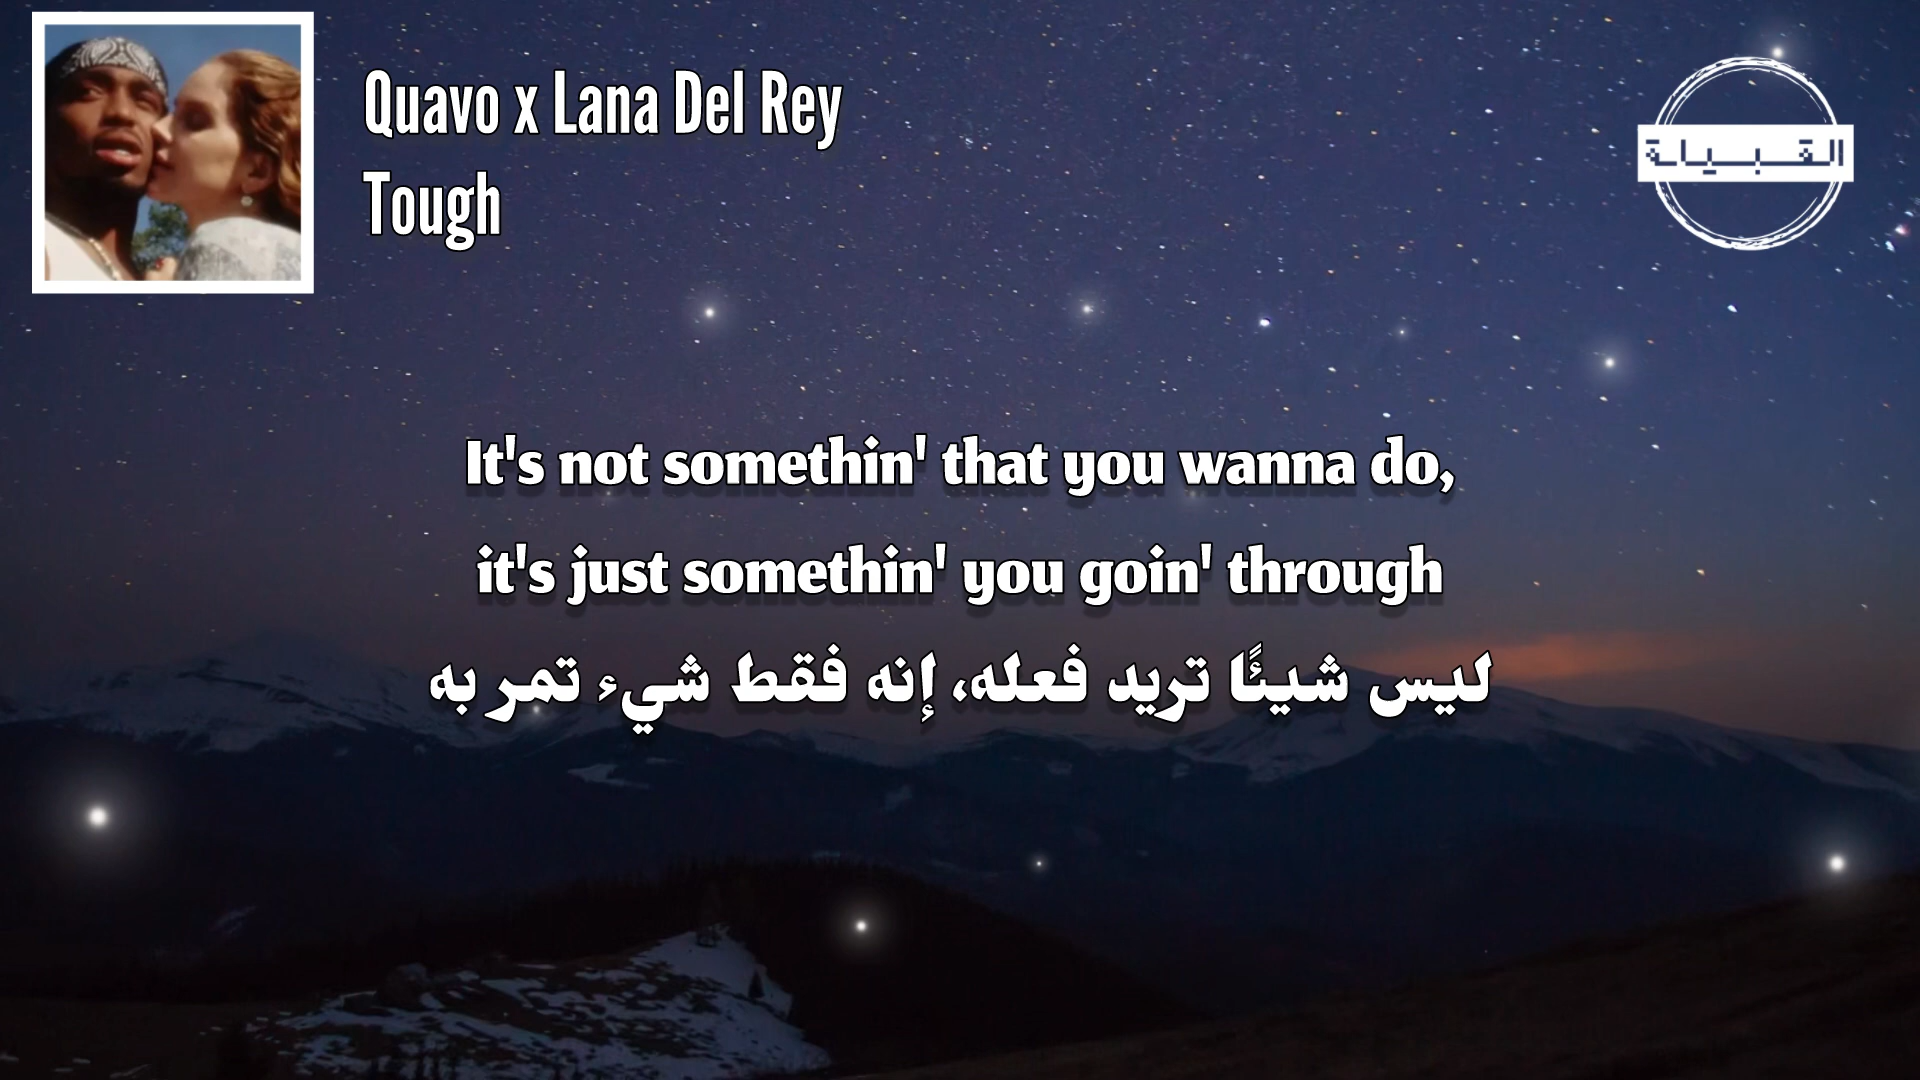 Quavo x Lana Del Rey
Tough
القبيلة
It's not somethin' that you wanna do,
it's just somethin' you goin' through
ليس شيئًا تريد فعله، إنه فقط شيء تمر به